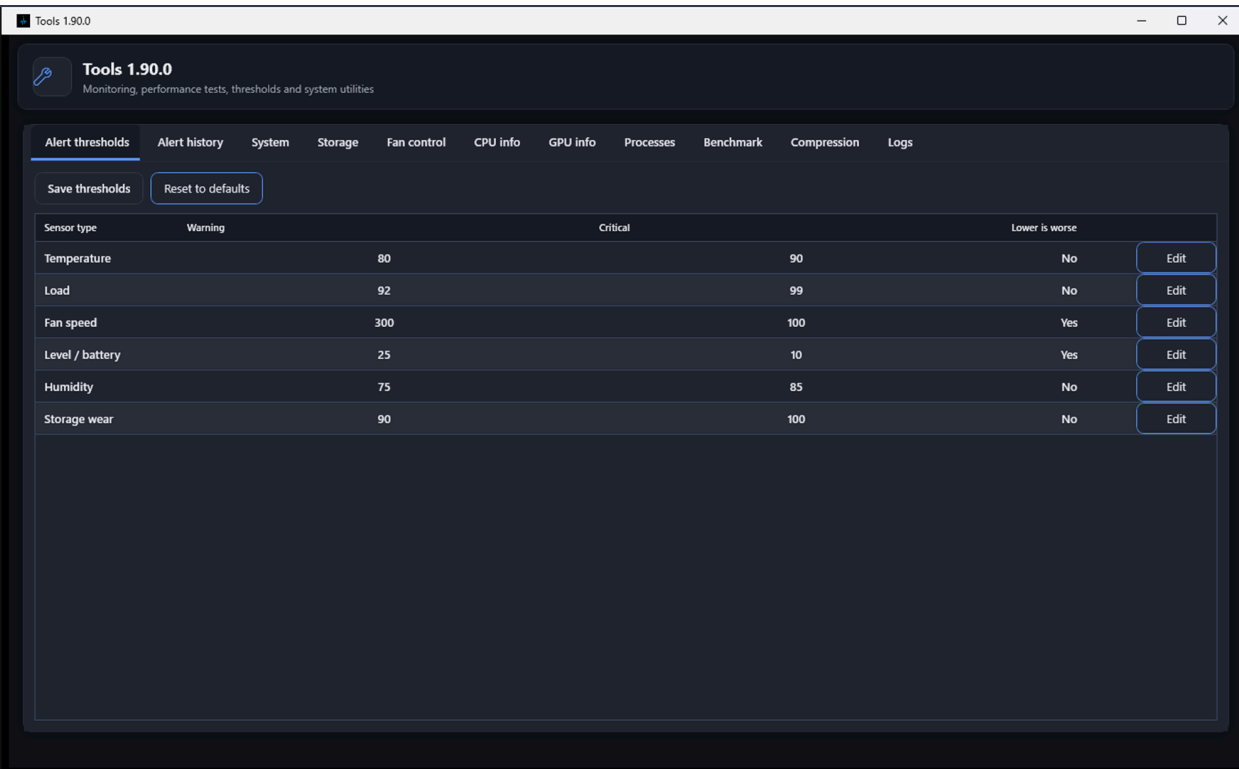 Tools 1.90.0
Tools 1.90.0
Monitoring, performance tests, thresholds and system utilities
Alert thresholds Alert history System Storage Fan control CPU info GPU info Processes Benchmark Compression Logs
Save thresholds Reset to defaults
Sensor type Warning Critical Lower is worse
Temperature 80 90 No Edit
Load 92 99 No Edit
Fan speed 300 100 Yes Edit
Level / battery 25 10 Yes Edit
Humidity 75 85 No Edit
Storage wear 90 100 No Edit